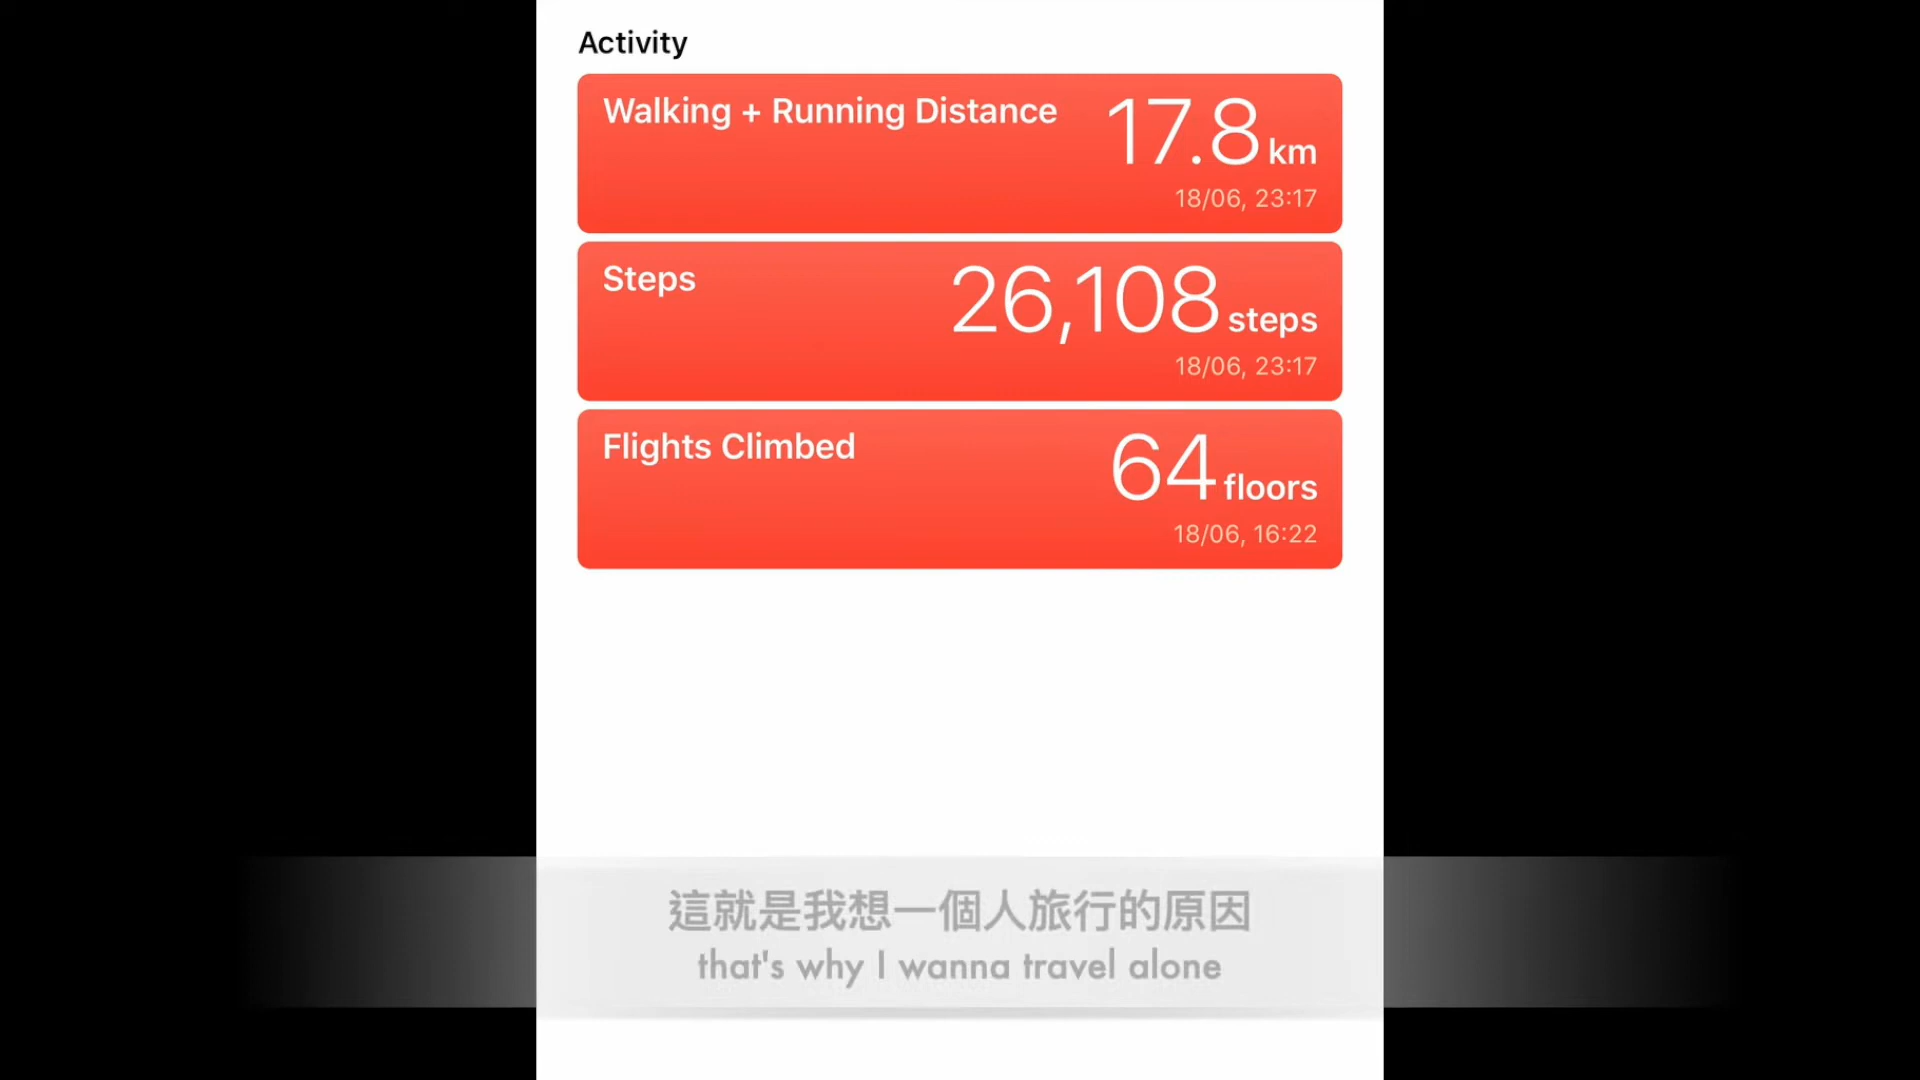 Activity
Walking + Running Distance 17.8 km
18/06, 23:17
Steps 26,108 steps
18/06, 23:17
Flights Climbed 64 floors
18/06, 16:22
這就是我想一個人旅行的原因
that's why I wanna travel alone